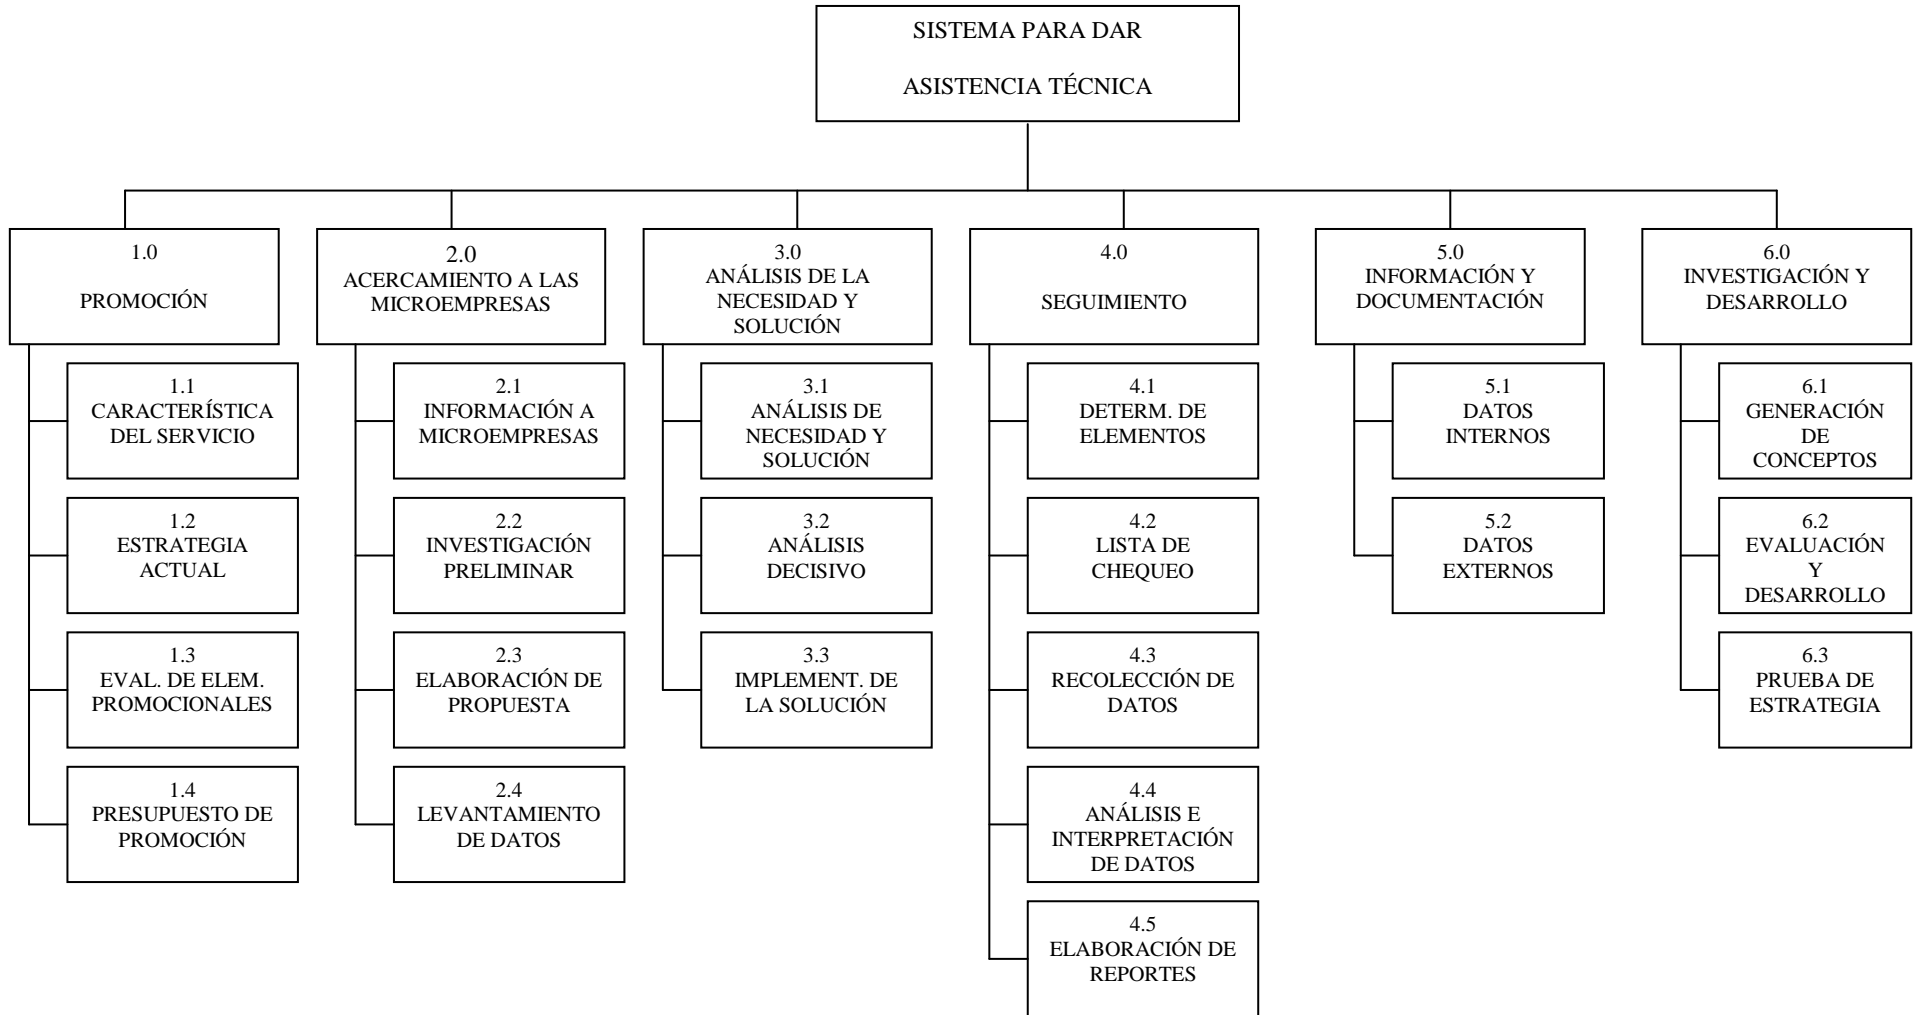 SISTEMA PARA DAR
ASISTENCIA TÉCNICA
1.0
PROMOCIÓN
1.1
CARACTERÍSTICA
DEL SERVICIO
1.2
ESTRATEGIA
ACTUAL
1.3
EVAL. DE ELEM.
PROMOCIONALES
1.4
PRESUPUESTO DE
PROMOCIÓN
2.0
ACERCAMIENTO A LAS
MICROEMPRESAS
2.1
INFORMACIÓN A
MICROEMPRESAS
2.2
INVESTIGACIÓN
PRELIMINAR
2.3
ELABORACIÓN DE
PROPUESTA
2.4
LEVANTAMIENTO
DE DATOS
3.0
ANÁLISIS DE LA
NECESIDAD Y
SOLUCIÓN
3.1
ANÁLISIS DE
NECESIDAD Y
SOLUCIÓN
3.2
ANÁLISIS
DECISIVO
3.3
IMPLEMENT. DE
LA SOLUCIÓN
4.0
SEGUIMIENTO
4.1
DETERM. DE
ELEMENTOS
4.2
LISTA DE
CHEQUEO
4.3
RECOLECCIÓN DE
DATOS
4.4
ANÁLISIS E
INTERPRETACIÓN
DE DATOS
4.5
ELABORACIÓN DE
REPORTES
5.0
INFORMACIÓN Y
DOCUMENTACIÓN
5.1
DATOS
INTERNOS
5.2
DATOS
EXTERNOS
6.0
INVESTIGACIÓN Y
DESARROLLO
6.1
GENERACIÓN
DE
CONCEPTOS
6.2
EVALUACIÓN
Y
DESARROLLO
6.3
PRUEBA DE
ESTRATEGIA